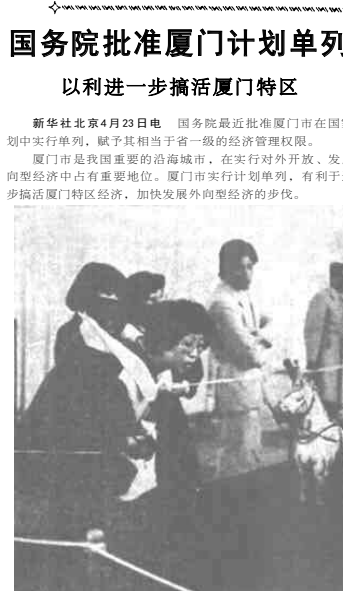 国务院批准厦门计划单列
以利进一步搞活厦门特区
新华社北京4月23日电 国务院最近批准厦门市在国
划中实行单列,赋予其相当于省一级的经济管理权限。
厦门市是我国重要的沿海城市,在实行对外开放、发
向型经济中占有重要地位。厦门市实行计划单列,有利于
步搞活厦门特区经济,加快发展外向型经济的步伐。